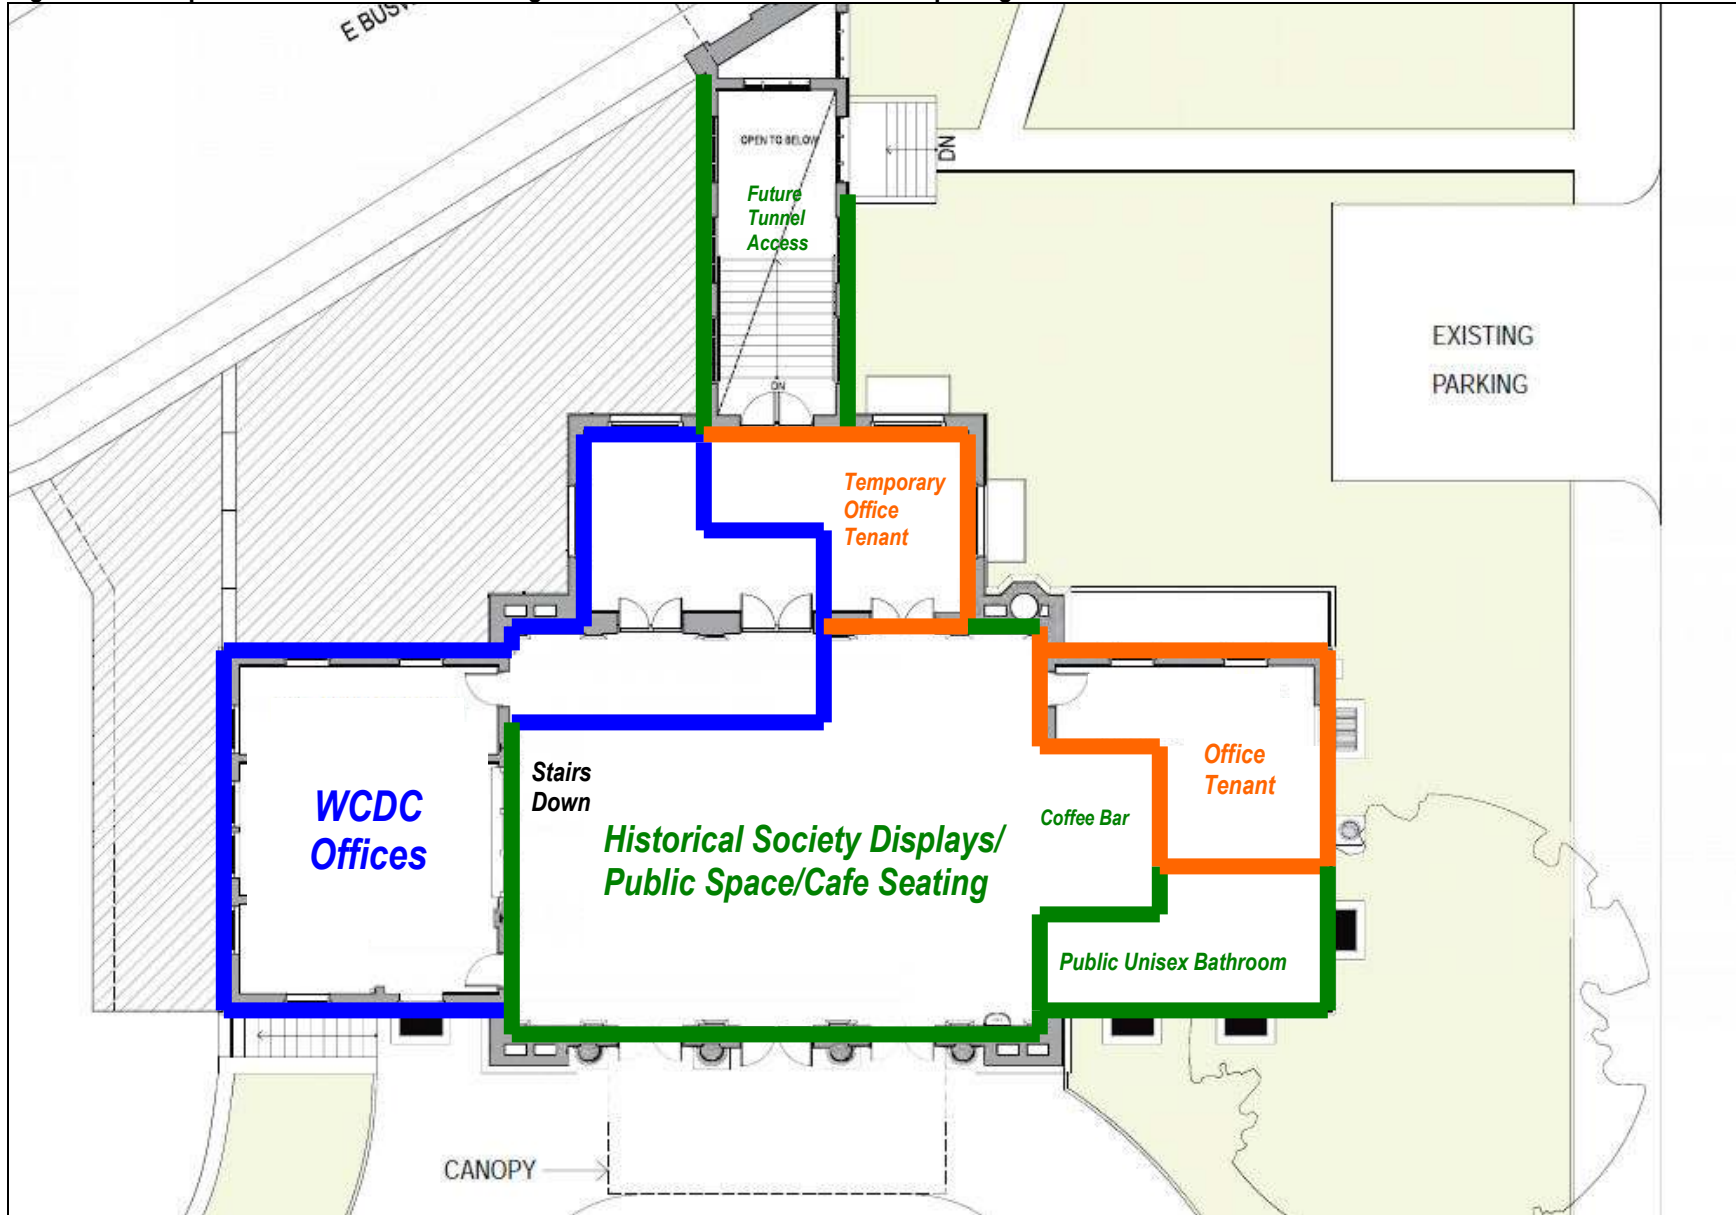 E BUSW
OPEN TO BELOW
DN
Future
Tunnel
Access
DN
EXISTING
PARKING
Temporary
Office
Tenant
Stairs
Down
WCDC
Offices
Historical Society Displays/
Public Space/Cafe Seating
Coffee Bar
Office
Tenant
Public Unisex Bathroom
CANOPY